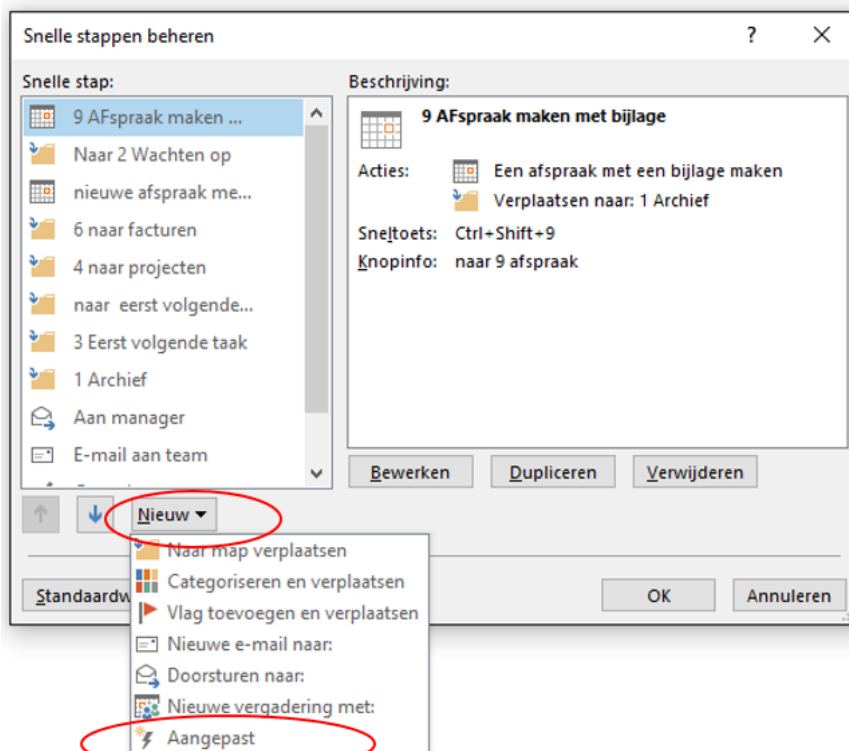 Snelle stappen beheren ?
Snelle stap:
9 AFspraak maken ...
Naar 2 Wachten op
nieuwe afspraak me...
6 naar facturen
4 naar projecten
naar eerst volgende...
3 Eerst volgende taak
1 Archief
Aan manager
E-mail aan team
Beschrijving:
9 AFspraak maken met bijlage
Acties: Een afspraak met een bijlage maken
Verplaatsen naar: 1 Archief
Sneltoets: Ctrl+Shift+9
Knopinfo: naar 9 afspraak
Bewerken Dupliceren Verwijderen
Nieuw
Naar map verplaatsen
Categoriseren en verplaatsen
Vlag toevoegen en verplaatsen
Nieuwe e-mail naar:
Doorsturen naar:
Nieuwe vergadering met:
Aangepast
OK Annuleren